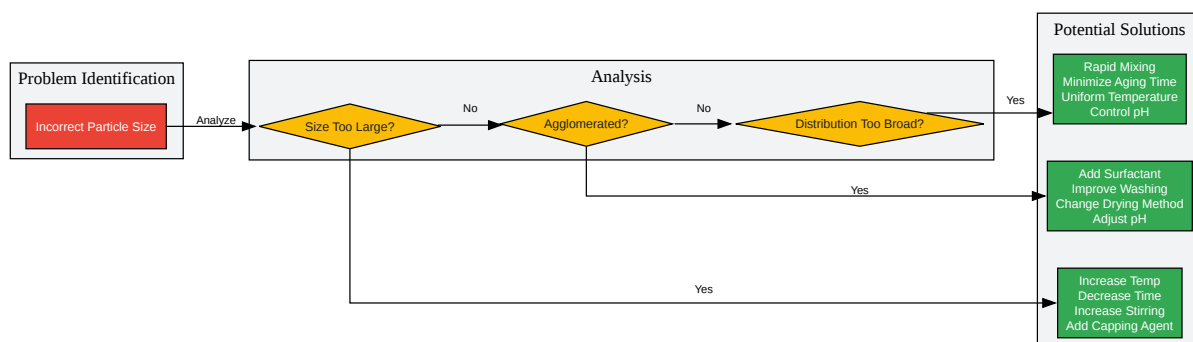 Problem Identification
Incorrect Particle Size
Analyze
Analysis
Size Too Large?
No
Agglomerated?
No
Distribution Too Broad?
Yes
Yes
Yes
Potential Solutions
Rapid Mixing
Minimize Aging Time
Uniform Temperature
Control pH
Add Surfactant
Improve Washing
Change Drying Method
Adjust pH
Increase Temp
Decrease Time
Increase Stirring
Add Capping Agent